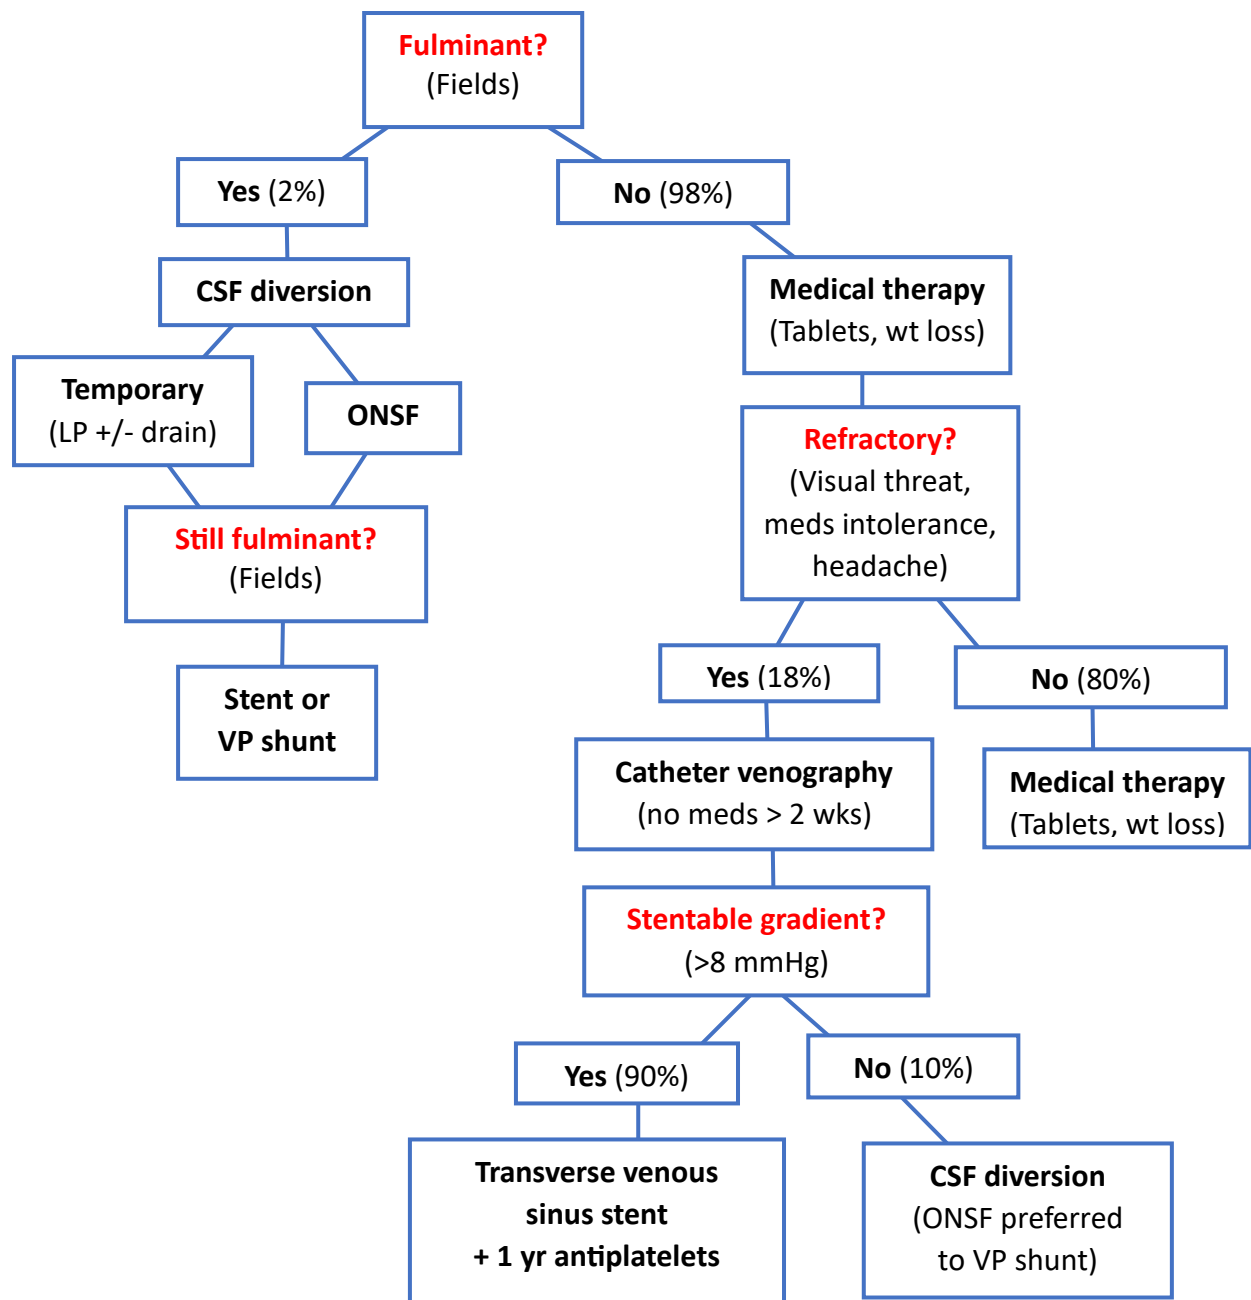 Fulminant?
(Fields)
Yes (2%)
No (98%)
CSF diversion
Medical therapy
(Tablets, wt loss)
Temporary
(LP +/- drain)
ONSF
Refractory?
(Visual threat,
meds intolerance,
headache)
Still fulminant?
(Fields)
Stent or
VP shunt
Yes (18%)
No (80%)
Catheter venography
(no meds > 2 wks)
Medical therapy
(Tablets, wt loss)
Stentable gradient?
(>8 mmHg)
Yes (90%)
No (10%)
Transverse venous
sinus stent
+ 1 yr antiplatelets
CSF diversion
(ONSF preferred
to VP shunt)